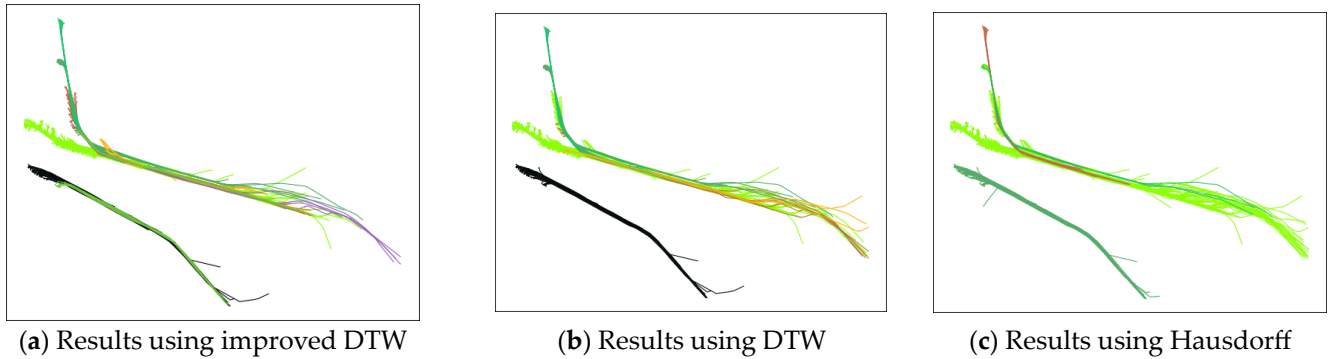 (a) Results using improved DTW
(b) Results using DTW
(c) Results using Hausdorff